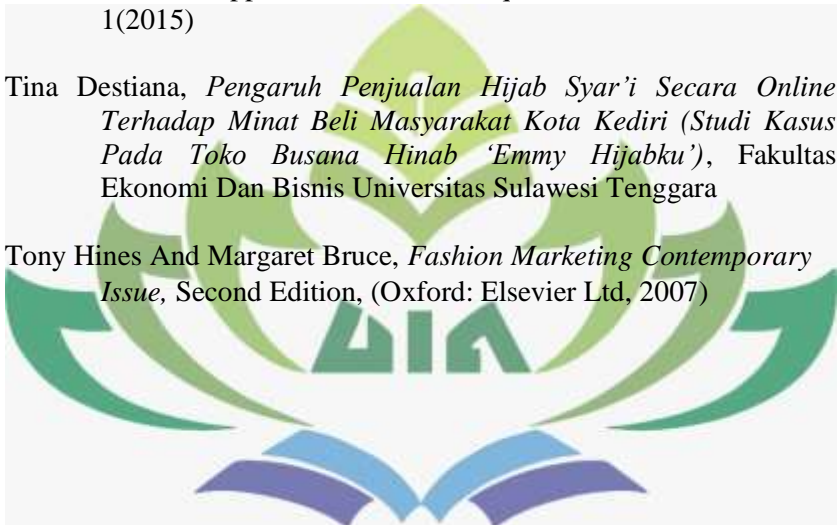 1(2015)
Tina Destiana, Pengaruh Penjualan Hijab Syar’i Secara Online
Terhadap Minat Beli Masyarakat Kota Kediri (Studi Kasus
Pada Toko Busana Hinab ‘Emmy Hijabku’), Fakultas
Ekonomi Dan Bisnis Universitas Sulawesi Tenggara
Tony Hines And Margaret Bruce, Fashion Marketing Contemporary
Issue, Second Edition, (Oxford: Elsevier Ltd, 2007)
UIN